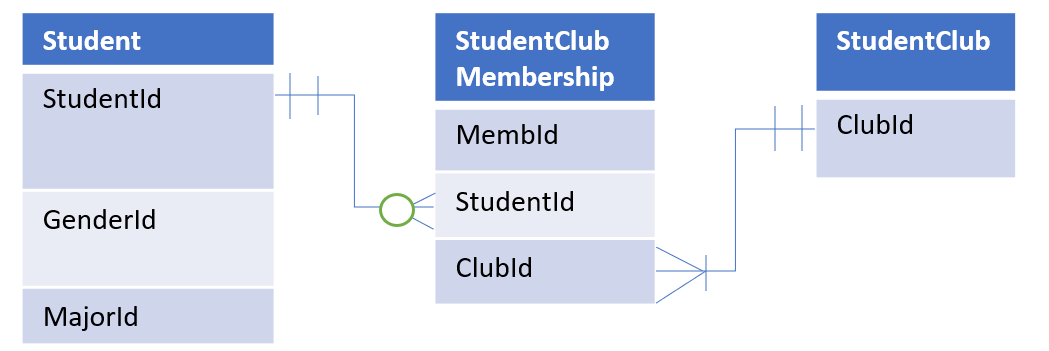 Student
StudentId
GenderId
MajorId
StudentClub
Membership
MembId
StudentId
ClubId
StudentClub
ClubId